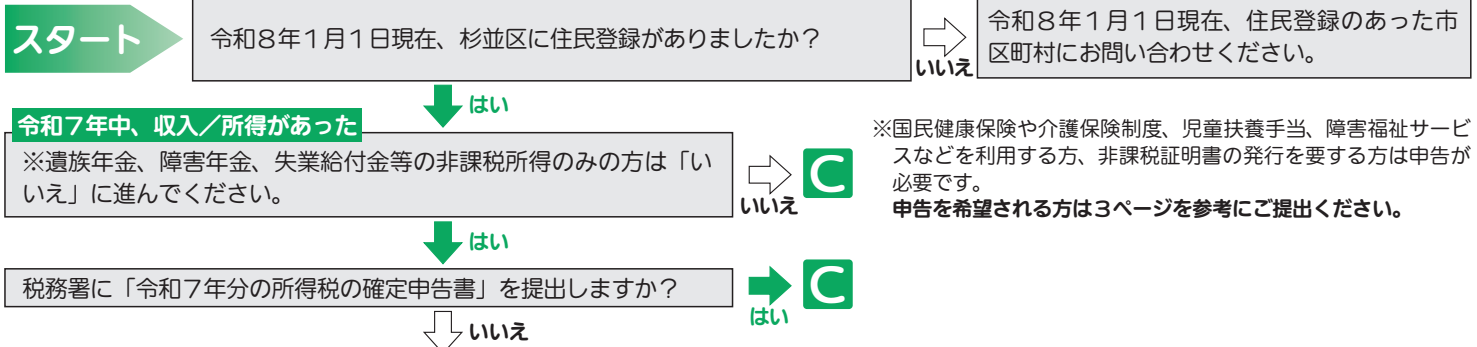 スタート
令和8年1月1日現在、杉並区に住民登録がありましたか?
いいえ
令和8年1月1日現在、住民登録のあった市
区町村にお問い合わせください。
はい
令和7年中、収入／所得があった
※遺族年金、障害年金、失業給付金等の非課税所得のみの方は「い
いえ」に進んでください。
いいえ
C
※国民健康保険や介護保険制度、児童扶養手当、障害福祉サービ
スなどを利用する方、非課税証明書の発行を要する方は申告が
必要です。
申告を希望される方は3ページを参考にご提出ください。
はい
税務署に「令和7年分の所得税の確定申告書」を提出しますか?
はい
C
いいえ